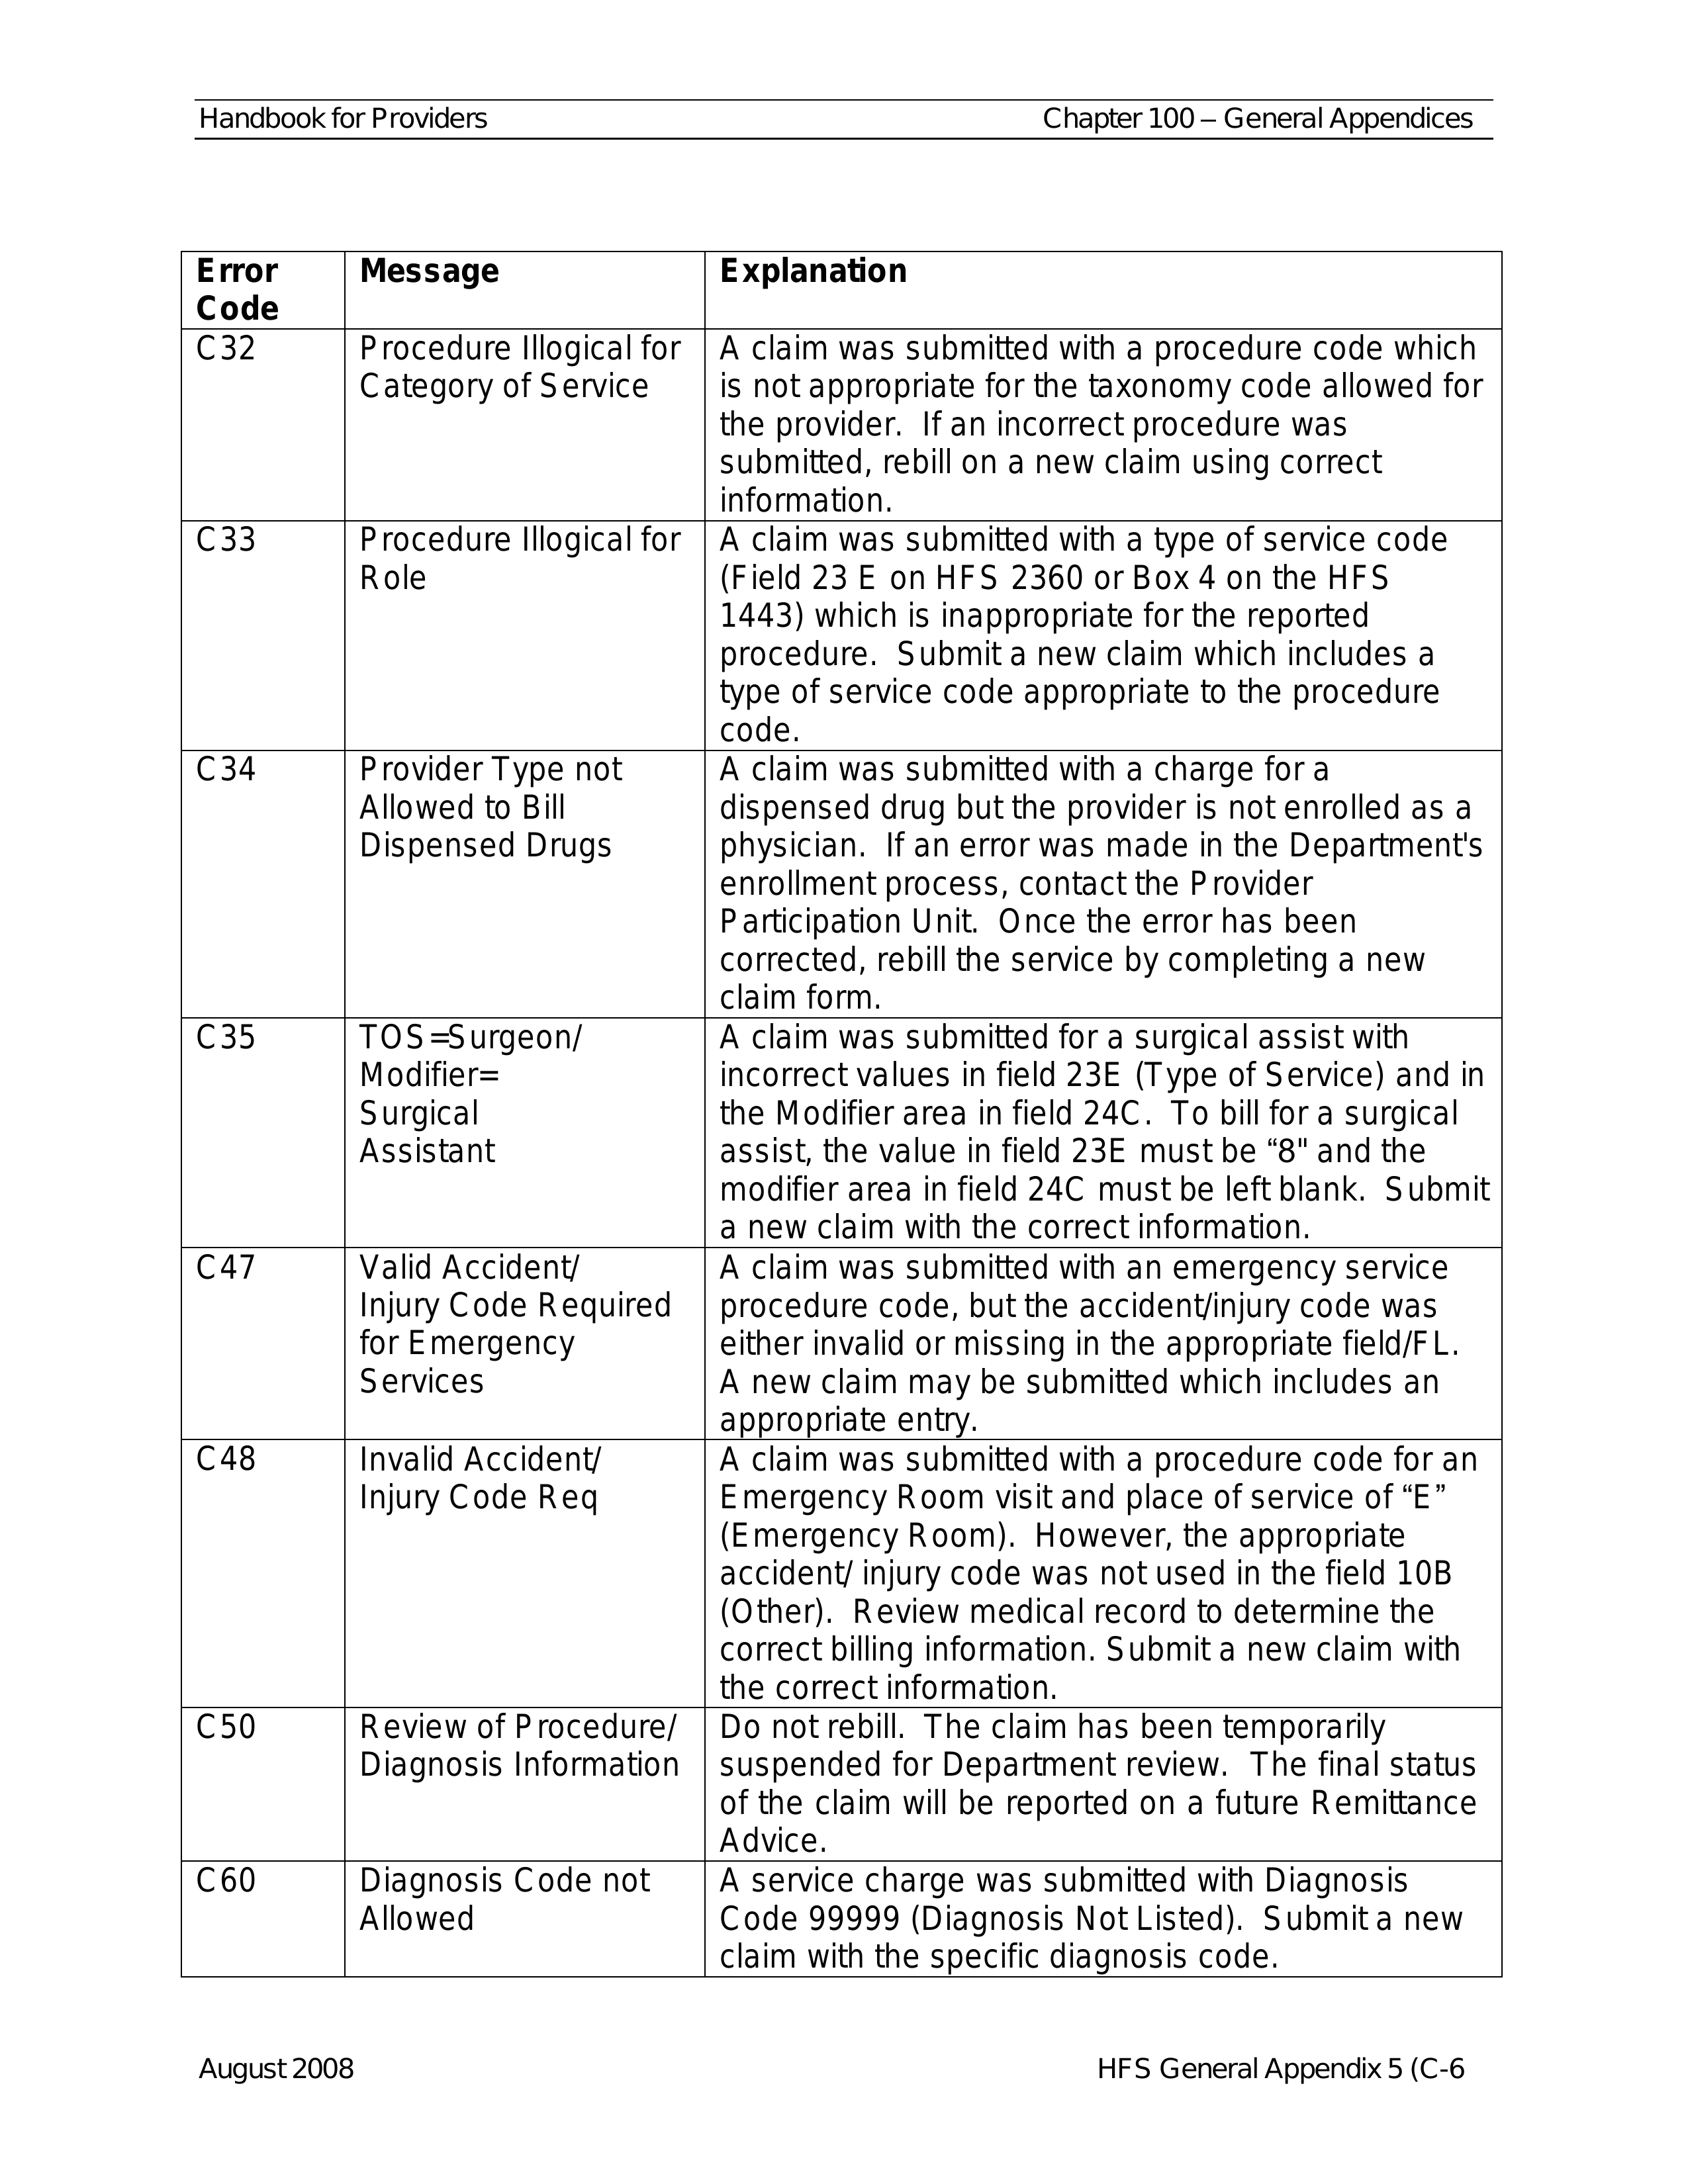 Handbook for Providers
Chapter 100 – General Appendices
Error
Code
Message
Explanation
C32
Procedure Illogical for
Category of Service
A claim was submitted with a procedure code which
is not appropriate for the taxonomy code allowed for
the provider.  If an incorrect procedure was
submitted, rebill on a new claim using correct
information.
C33
Procedure Illogical for
Role
A claim was submitted with a type of service code
(Field 23 E on HFS 2360 or Box 4 on the HFS
1443) which is inappropriate for the reported
procedure.  Submit a new claim which includes a
type of service code appropriate to the procedure
code.
C34
Provider Type not
Allowed to Bill
Dispensed Drugs
A claim was submitted with a charge for a
dispensed drug but the provider is not enrolled as a
physician.  If an error was made in the Department's
enrollment process, contact the Provider
Participation Unit.  Once the error has been
corrected, rebill the service by completing a new
claim form.
C35
TOS=Surgeon/
Modifier=
Surgical
Assistant
A claim was submitted for a surgical assist with
incorrect values in field 23E (Type of Service) and in
the Modifier area in field 24C.  To bill for a surgical
assist, the value in field 23E must be “8" and the
modifier area in field 24C must be left blank.  Submit
a new claim with the correct information.
C47
Valid Accident/
Injury Code Required
for Emergency
Services
A claim was submitted with an emergency service
procedure code, but the accident/injury code was
either invalid or missing in the appropriate field/FL.
A new claim may be submitted which includes an
appropriate entry.
C48
Invalid Accident/
Injury Code Req
A claim was submitted with a procedure code for an
Emergency Room visit and place of service of “E”
(Emergency Room).  However, the appropriate
accident/ injury code was not used in the field 10B
(Other).  Review medical record to determine the
correct billing information. Submit a new claim with
the correct information.
C50
Review of Procedure/
Diagnosis Information
Do not rebill.  The claim has been temporarily
suspended for Department review.  The final status
of the claim will be reported on a future Remittance
Advice.
C60
Diagnosis Code not
Allowed
A service charge was submitted with Diagnosis
Code 99999 (Diagnosis Not Listed).  Submit a new
claim with the specific diagnosis code.
August 2008
HFS General Appendix 5 (C-6